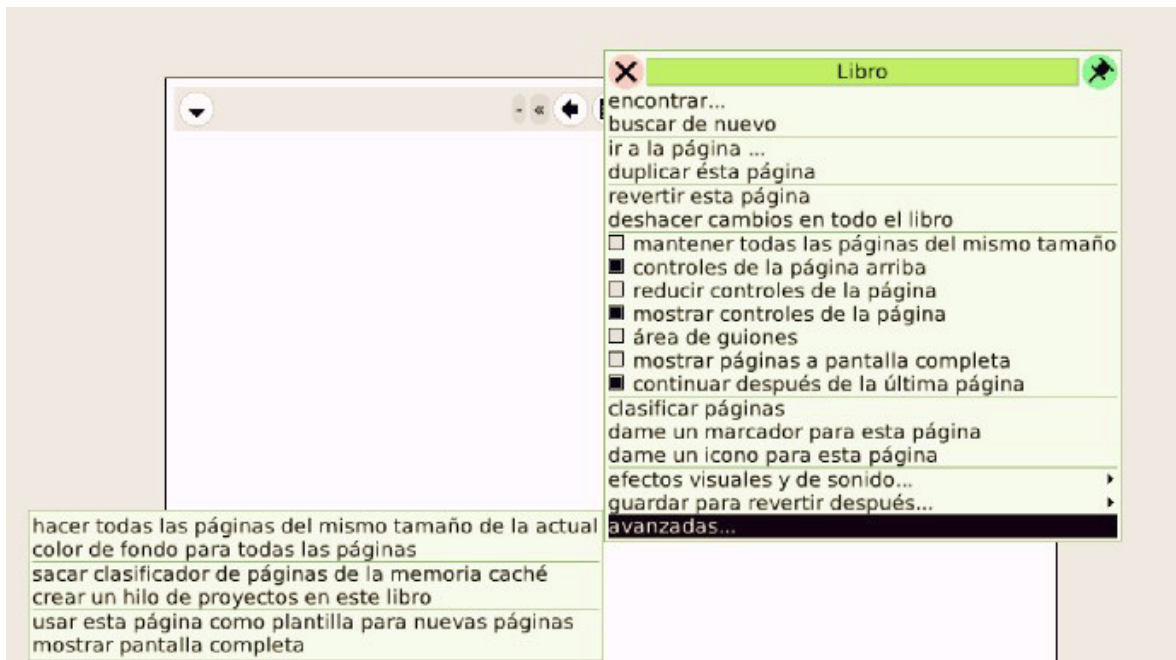 Libro
encontrar...
buscar de nuevo
ir a la página ...
duplicar ésta página
revertir esta página
deshacer cambios en todo el libro
mantener todas las páginas del mismo tamaño
controles de la página arriba
reducir controles de la página
mostrar controles de la página
área de guiones
mostrar páginas a pantalla completa
continuar después de la última página
clasificar páginas
dame un marcador para esta página
dame un icono para esta página
efectos visuales y de sonido...
guardar para revertir después...
avanzadas...
hacer todas las páginas del mismo tamaño de la actual
color de fondo para todas las páginas
sacar clasificador de páginas de la memoria caché
crear un hilo de proyectos en este libro
usar esta página como plantilla para nuevas páginas
mostrar pantalla completa